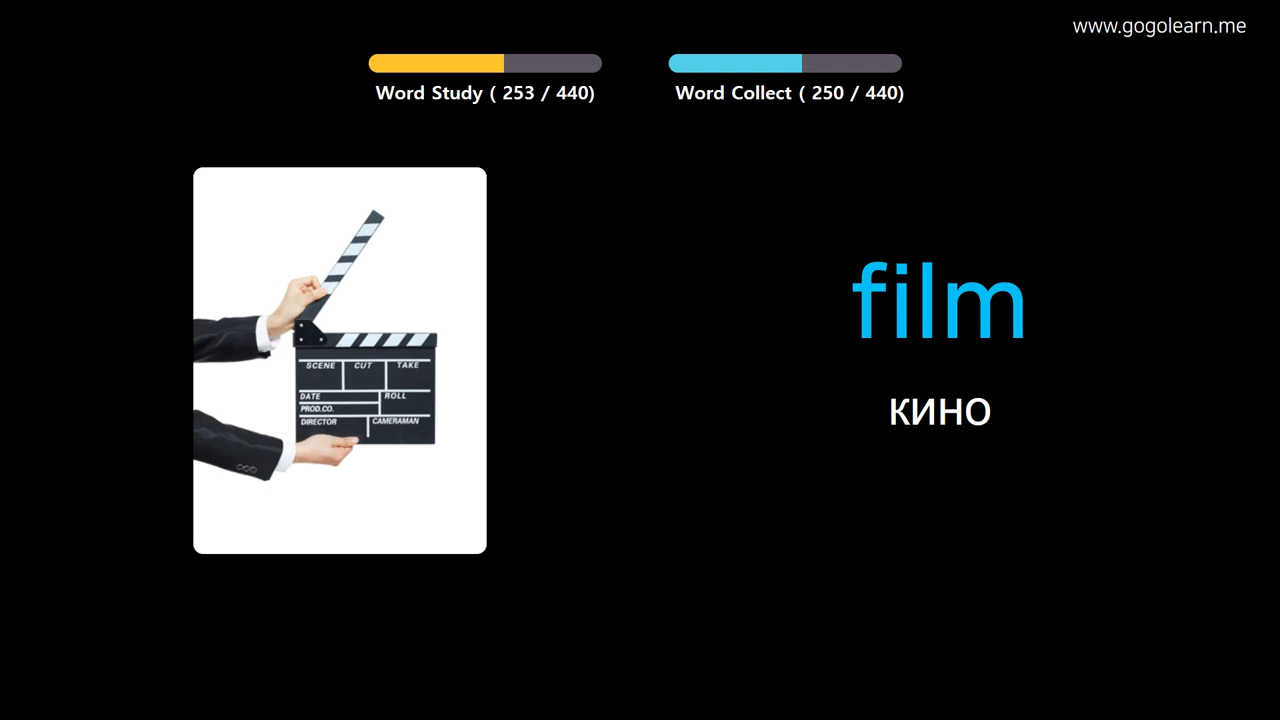 www.gogolearn.me
Word Study ( 253 / 440)
Word Collect ( 250 / 440)
SCENE CUT TAKE
DATE ROLL
PROD.CO.
DIRECTOR CAMERAMAN
film
кино